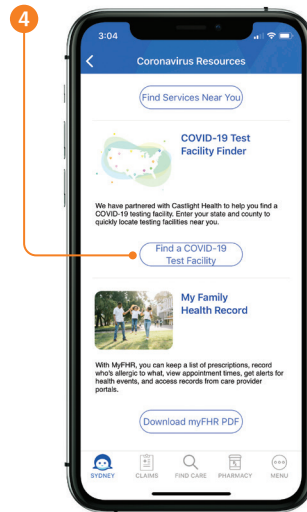 4
3:04
Coronavirus Resources
Find Services Near You
COVID-19 Test
Facility Finder
We have partnered with Castlight Health to help you find a
COVID-19 testing facility. Enter your state and county to
quickly locate testing facilities near you.
Find a COVID-19
Test Facility
My Family
Health Record
With MyFHR, you can keep a list of prescriptions, record
who's allergic to what, view appointment times, get alerts for
health events, and access records from care provider
portals.
Download myFHR PDF
SYDNEY CLAIMS FIND CARE PHARMACY MENU